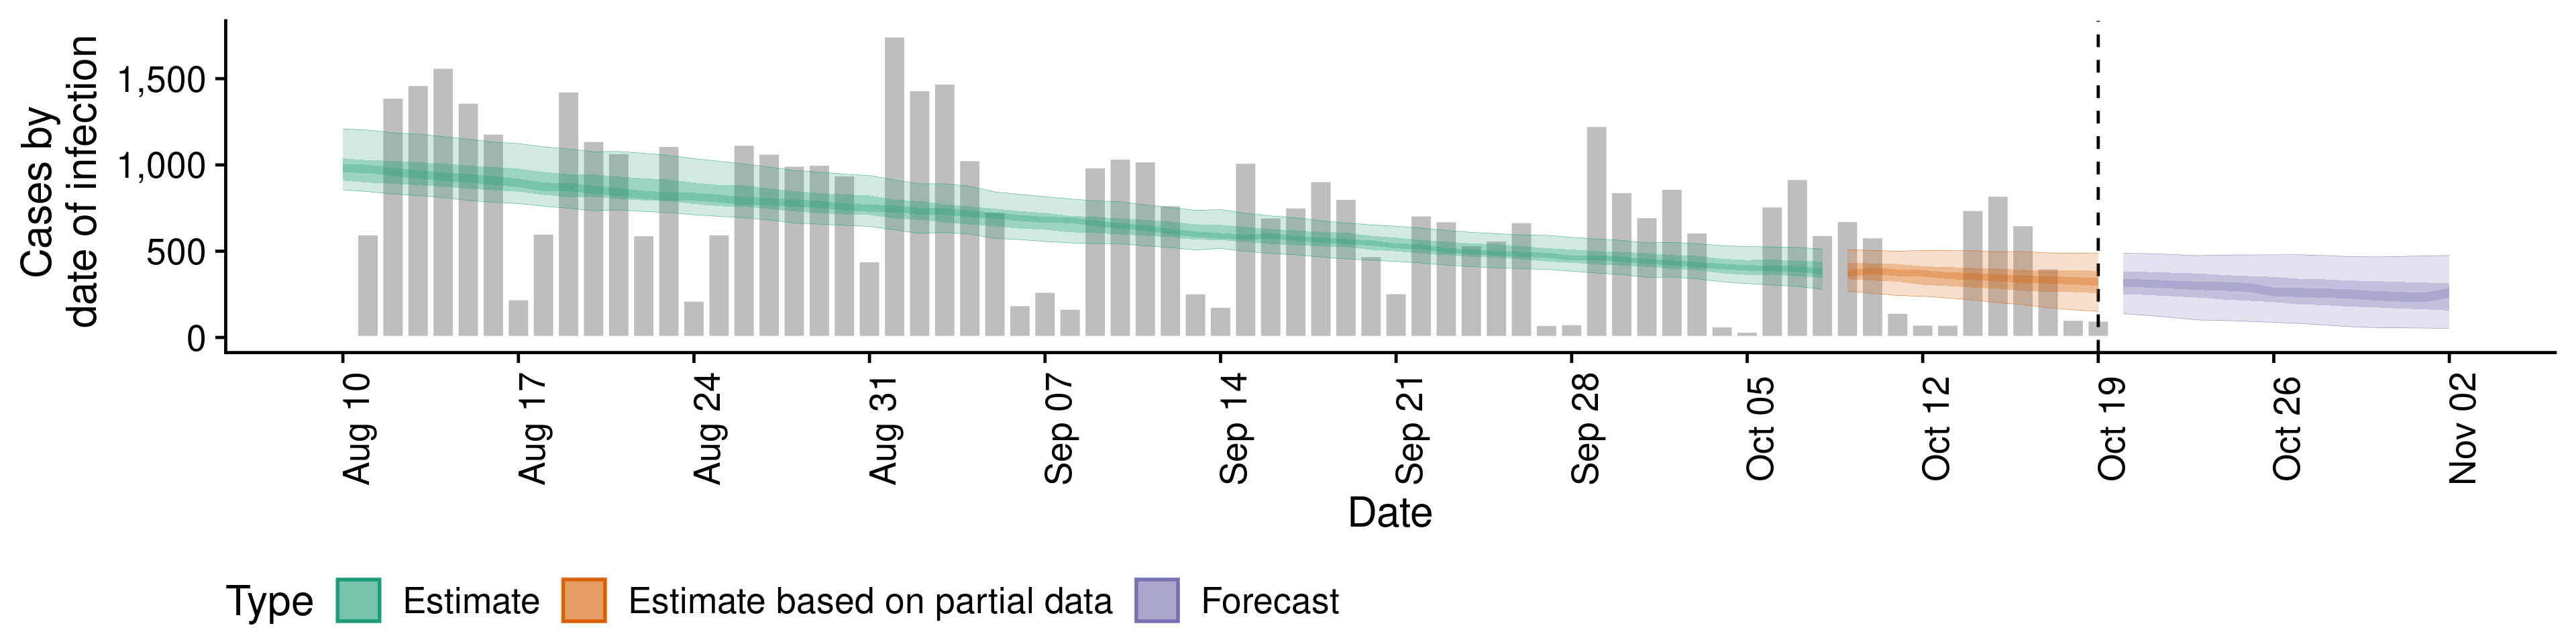 Cases by
date of infection
1,500
1,000
500
0
Aug 10
Aug 17
Aug 24
Aug 31
Sep 07
Sep 14
Sep 21
Sep 28
Oct 05
Oct 12
Oct 19
Oct 26
Nov 02
Date
Type Estimate Estimate based on partial data Forecast